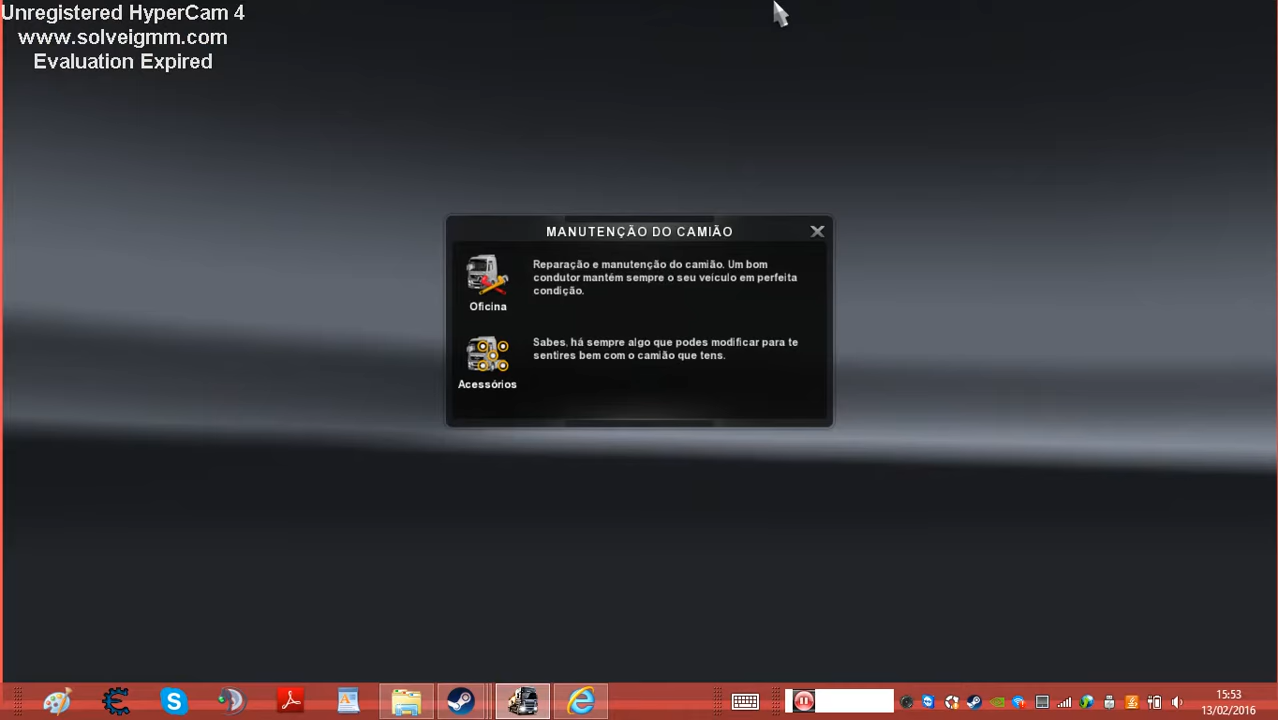 Unregistered HyperCam 4
www.solveigmm.com
Evaluation Expired
MANUTENÇÃO DO CAMIÃO
Reparação e manutenção do camião. Um bom
condutor mantém sempre o seu veículo em perfeita
condição.
Oficina
Sabes, há sempre algo que podes modificar para te
sentires bem com o camião que tens.
Acessórios
15:53
13/02/2016